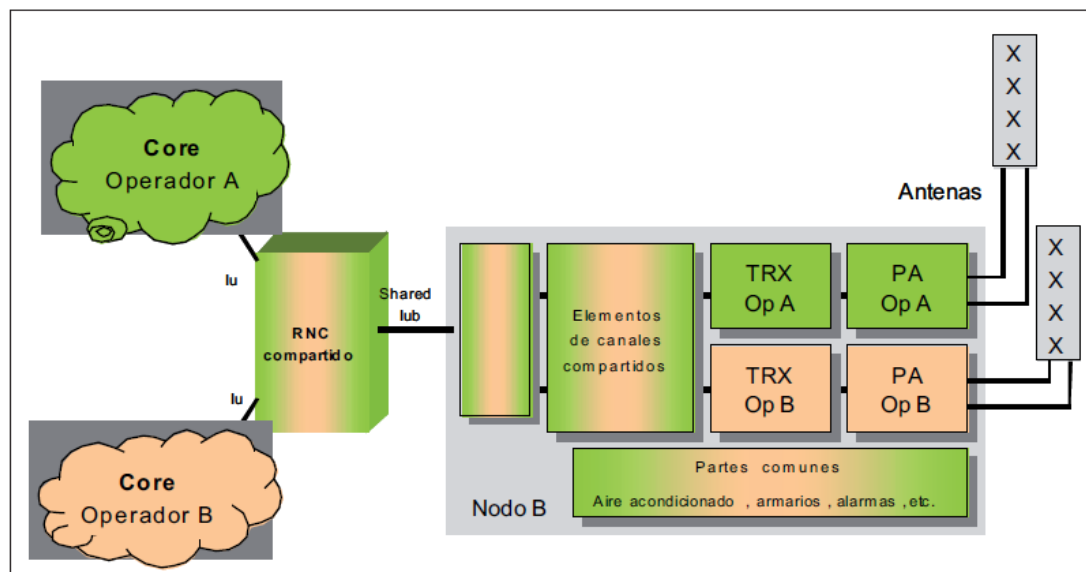 Core
Operador A
Iu
RNC
compartido
Iu
Core
Operador B
Shared
Iub
Elementos
de canales
compartidos
TRX
Op A
PA
Op A
TRX
Op B
PA
Op B
Partes comunes
Aire acondicionado , armarios , alarmas , etc.
Nodo B
Antenas
X
X
X
X
X
X
X
X